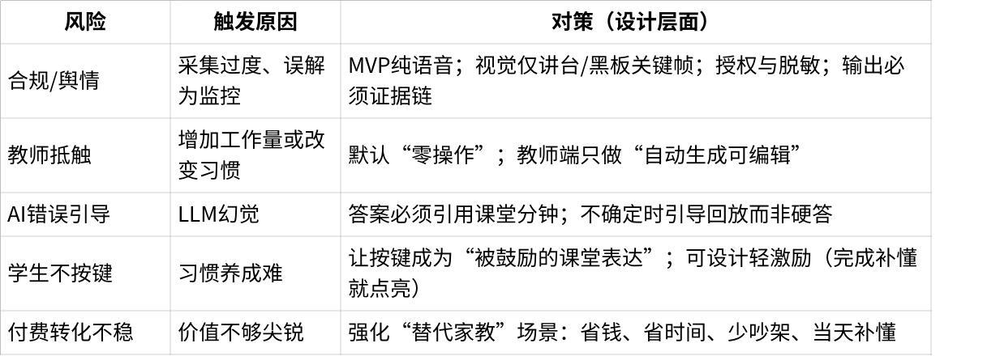 风险 触发原因 对策（设计层面）
合规/舆情
采集过度、误解
为监控
MVP纯语音；视觉仅讲台/黑板关键帧；授权与脱敏；输出必
须证据链
教师抵触
增加工作量或改
变习惯
默认“零操作”；教师端只做“自动生成可编辑”
AI错误引导 LLM幻觉 答案必须引用课堂分钟；不确定时引导回放而非硬答
学生不按键 习惯养成难
让按键成为“被鼓励的课堂表达”；可设计轻激励（完成补懂
就点亮）
付费转化不稳 价值不够尖锐 强化“替代家教”场景：省钱、省时间、少吵架、当天补懂